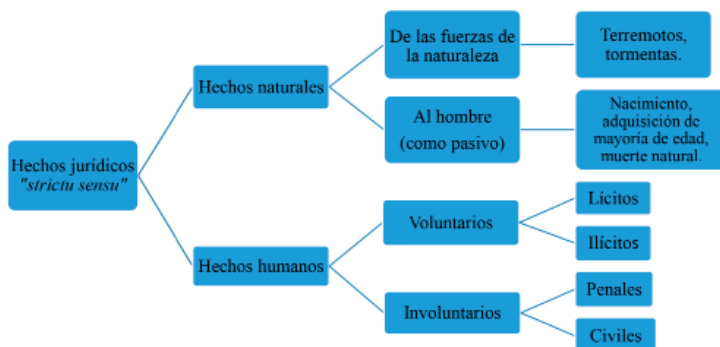 De las fuerzas de
la naturaleza
Terremotos,
tormentas.
Hechos naturales
Al hombre
(como pasivo)
Nacimiento,
adquisición de
mayoría de edad,
muerte natural.
Hechos jurídicos
"strictu sensu"
Lícitos
Voluntarios
Ilícitos
Hechos humanos
Penales
Involuntarios
Civiles